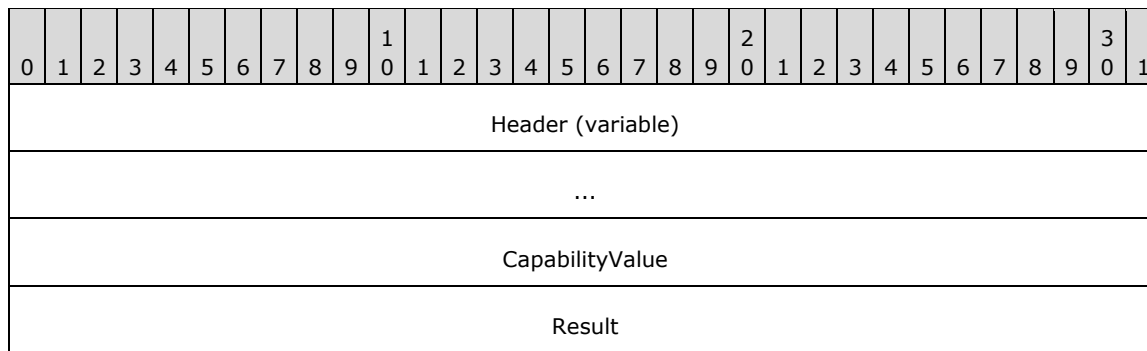 1 2 3
0 1 2 3 4 5 6 7 8 9 0 1 2 3 4 5 6 7 8 9 0 1 2 3 4 5 6 7 8 9 0 1
Header (variable)
...
CapabilityValue
Result